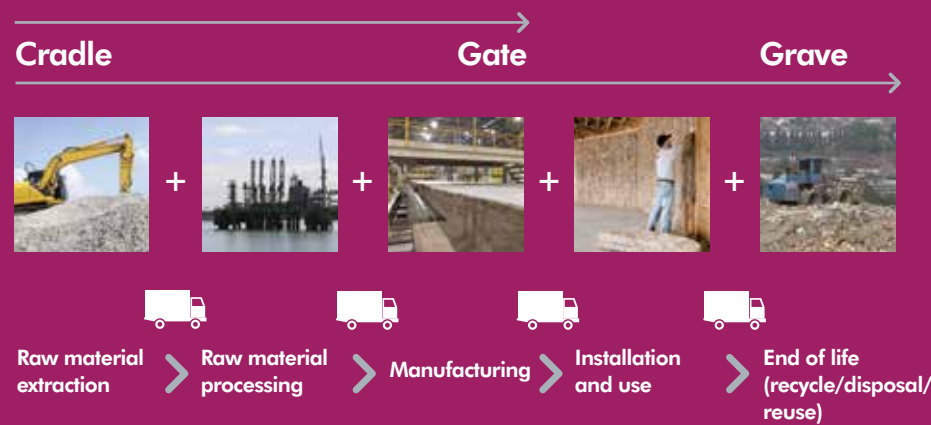 Cradle
Gate
Grave
+
+
+
+
Raw material
extraction
Raw material
processing
Manufacturing
Installation
and use
End of life
(recycle/disposal/
reuse)